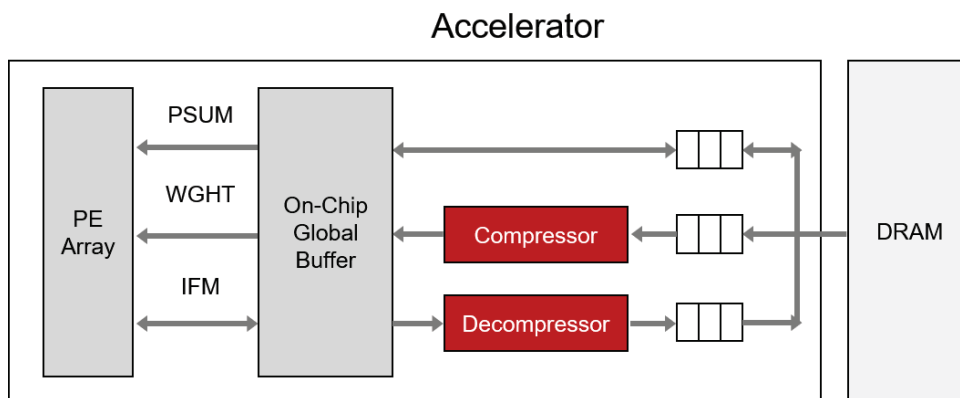 Accelerator
PSUM
WGHT
IFM
PE
Array
On-Chip
Global
Buffer
Compressor
Decompressor
DRAM